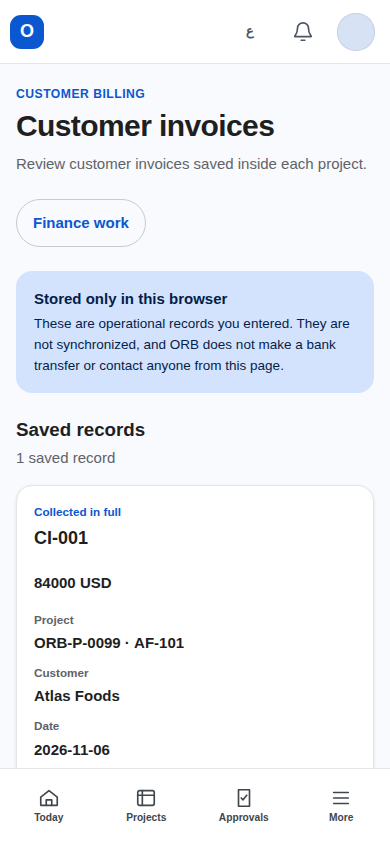 O
ع
CUSTOMER BILLING
Customer invoices
Review customer invoices saved inside each project.
Finance work
Stored only in this browser
These are operational records you entered. They are
not synchronized, and ORB does not make a bank
transfer or contact anyone from this page.
Saved records
1 saved record
Collected in full
CI-001
84000 USD
Project
ORB-P-0099 · AF-101
Customer
Atlas Foods
Date
2026-11-06
Today
Projects
Approvals
More